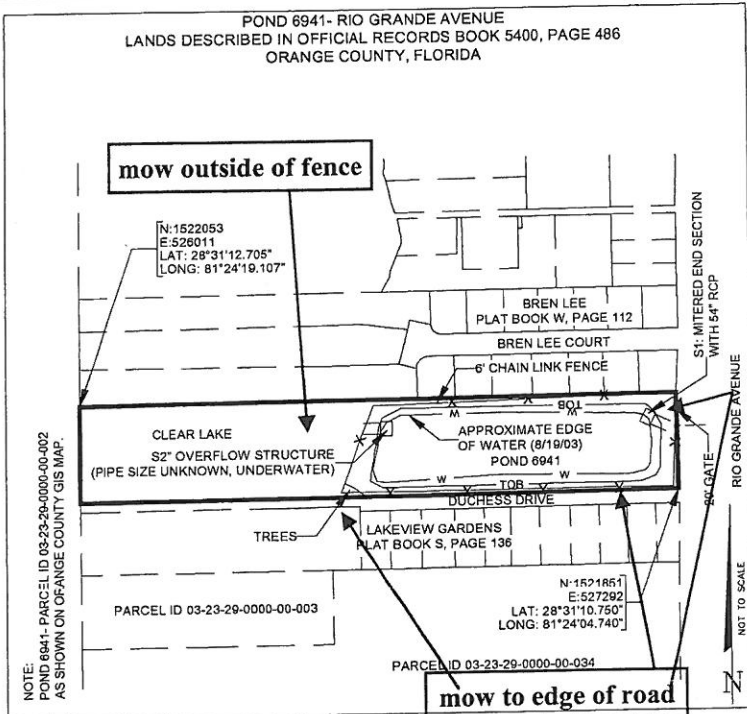 POND 6941- RIO GRANDE AVENUE
LANDS DESCRIBED IN OFFICIAL RECORDS BOOK 5400, PAGE 486
ORANGE COUNTY, FLORIDA
mow outside of fence
N:1522053
E:526011
LAT: 28°31'12.705"
LONG: 81°24'19.107"
BREN LEE
PLAT BOOK W, PAGE 112
BREN LEE COURT
6' CHAIN LINK FENCE
S1: MITERED END SECTION
WITH 54" RCP
TOB
W
W
CLEAR LAKE
S2" OVERFLOW STRUCTURE
(PIPE SIZE UNKNOWN, UNDERWATER)
APPROXIMATE EDGE
OF WATER (8/19/03)
POND 6941
W
W
TOB
DUCHESS DRIVE
20' GATE
RIO GRANDE AVENUE
TREES
LAKEVIEW GARDENS
PLAT BOOK S, PAGE 136
PARCEL ID 03-23-29-0000-00-003
N:1521851
E:527292
LAT: 28°31'10.750"
LONG: 81°24'04.740"
PARCEL ID 03-23-29-0000-00-034
mow to edge of road
NOTE:
POND 6941- PARCEL ID 03-23-29-0000-00-002
AS SHOWN ON ORANGE COUNTY GIS MAP.
NOT TO SCALE
N